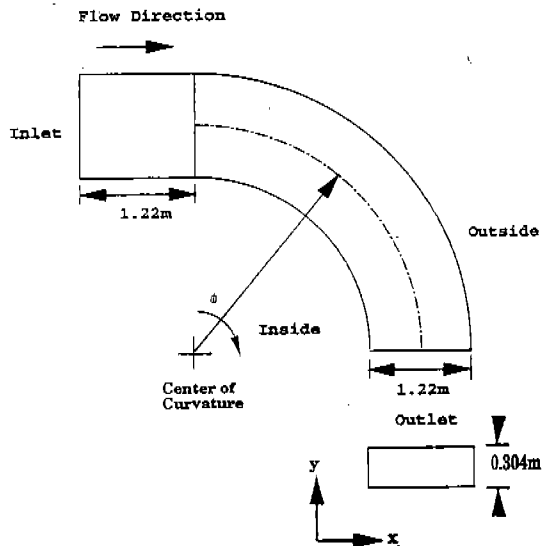 Flow Direction
Inlet
1.22m
Outside
ϕ
Inside
Center of
Curvature
1.22m
Outlet
0.304m
y
x